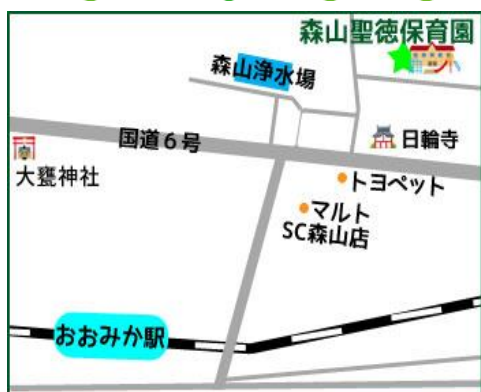 森山聖徳保育園
森山浄水場
国道６号
日輪寺
大甕神社
トヨペット
マルト
SC森山店
おおみか駅